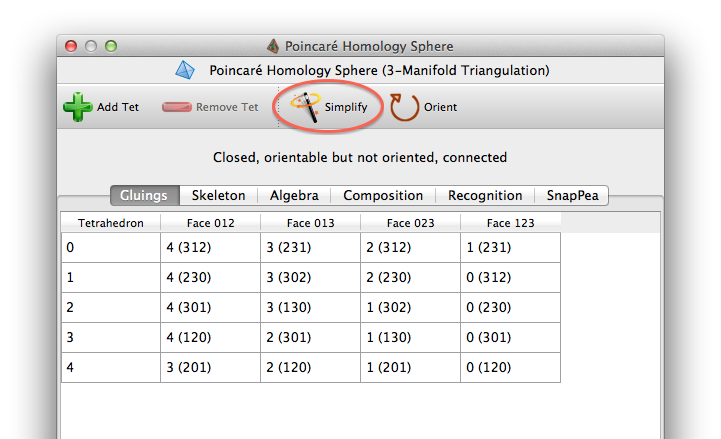 Poincaré Homology Sphere
Poincaré Homology Sphere (3-Manifold Triangulation)
Add Tet Remove Tet Simplify Orient
Closed, orientable but not oriented, connected
Gluings Skeleton Algebra Composition Recognition SnapPea
Tetrahedron Face 012 Face 013 Face 023 Face 123
0 4 (312) 3 (231) 2 (312) 1 (231)
1 4 (230) 3 (302) 2 (230) 0 (312)
2 4 (301) 3 (130) 1 (302) 0 (230)
3 4 (120) 2 (301) 1 (130) 0 (301)
4 3 (201) 2 (120) 1 (201) 0 (120)